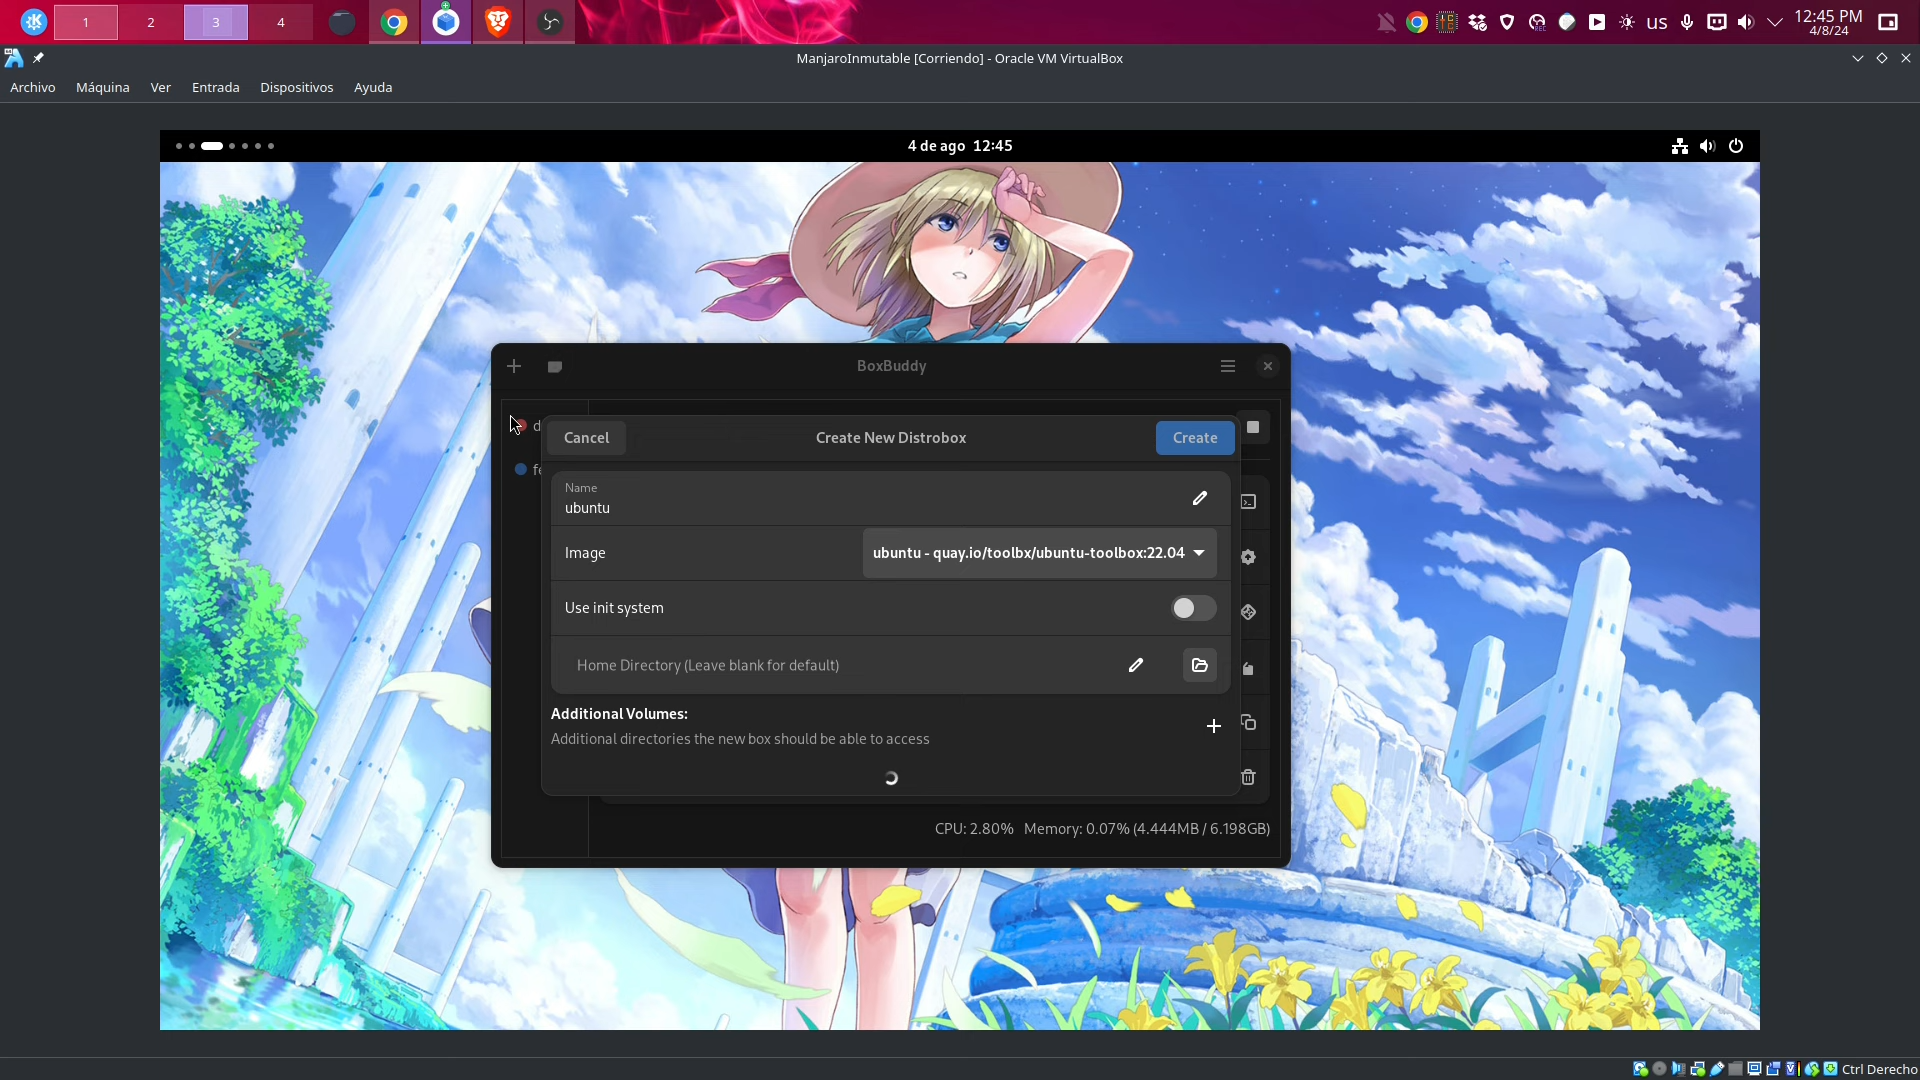 1 2 3 4
us
12:45 PM
4/8/24
ManjaroInmutable [Corriendo] - Oracle VM VirtualBox
Archivo Máquina Ver Entrada Dispositivos Ayuda
4 de ago 12:45
BoxBuddy
d
Cancel Create New Distrobox Create
fe
Name
ubuntu
Image ubuntu - quay.io/toolbx/ubuntu-toolbox:22.04
Use init system
Home Directory (Leave blank for default)
Additional Volumes:
Additional directories the new box should be able to access
CPU: 2.80% Memory: 0.07% (4.444MB / 6.198GB)
Ctrl Derecho